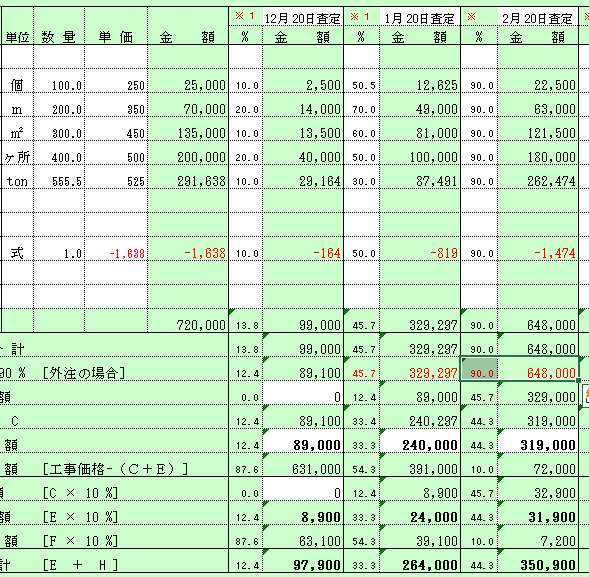 ※１ 12月20日査定 ※１ 1月20日査定 ※ 2月20日査定
単位 数 量 単 価 金 額 % 金 額 % 金 額 % 金 額
個 100.0 250 25,000 10.0 2,500 50.5 12,625 90.0 22,500
m 200.0 350 70,000 20.0 14,000 70.0 49,000 90.0 63,000
㎡ 300.0 450 135,000 10.0 13,500 60.0 81,000 90.0 121,500
ヶ所 400.0 500 200,000 20.0 40,000 50.0 100,000 90.0 180,000
ton 555.5 525 291,638 10.0 29,164 30.0 87,491 90.0 262,474
式 1.0 -1,638 -1,638 10.0 -164 50.0 -819 90.0 -1,474
720,000 13.8 99,000 45.7 329,297 90.0 648,000
計 13.8 99,000 45.7 329,297 90.0 648,000
90 % [外注の場合] 12.4 89,100 45.7 329,297 90.0 648,000
額 0.0 0 12.4 89,000 45.7 329,000
C 12.4 89,100 33.4 240,297 44.3 319,000
額 12.4 89,000 33.3 240,000 44.3 319,000
額 [工事価格-（C＋E）] 87.6 631,000 54.3 391,000 10.0 72,000
[C × 10 %] 0.0 0 12.4 8,900 45.7 32,900
額 [E × 10 %] 12.4 8,900 33.3 24,000 44.3 31,900
額 [F × 10 %] 87.6 63,100 54.3 39,100 10.0 7,200
計 [E + H] 12.4 97,900 33.3 264,000 44.3 350,900